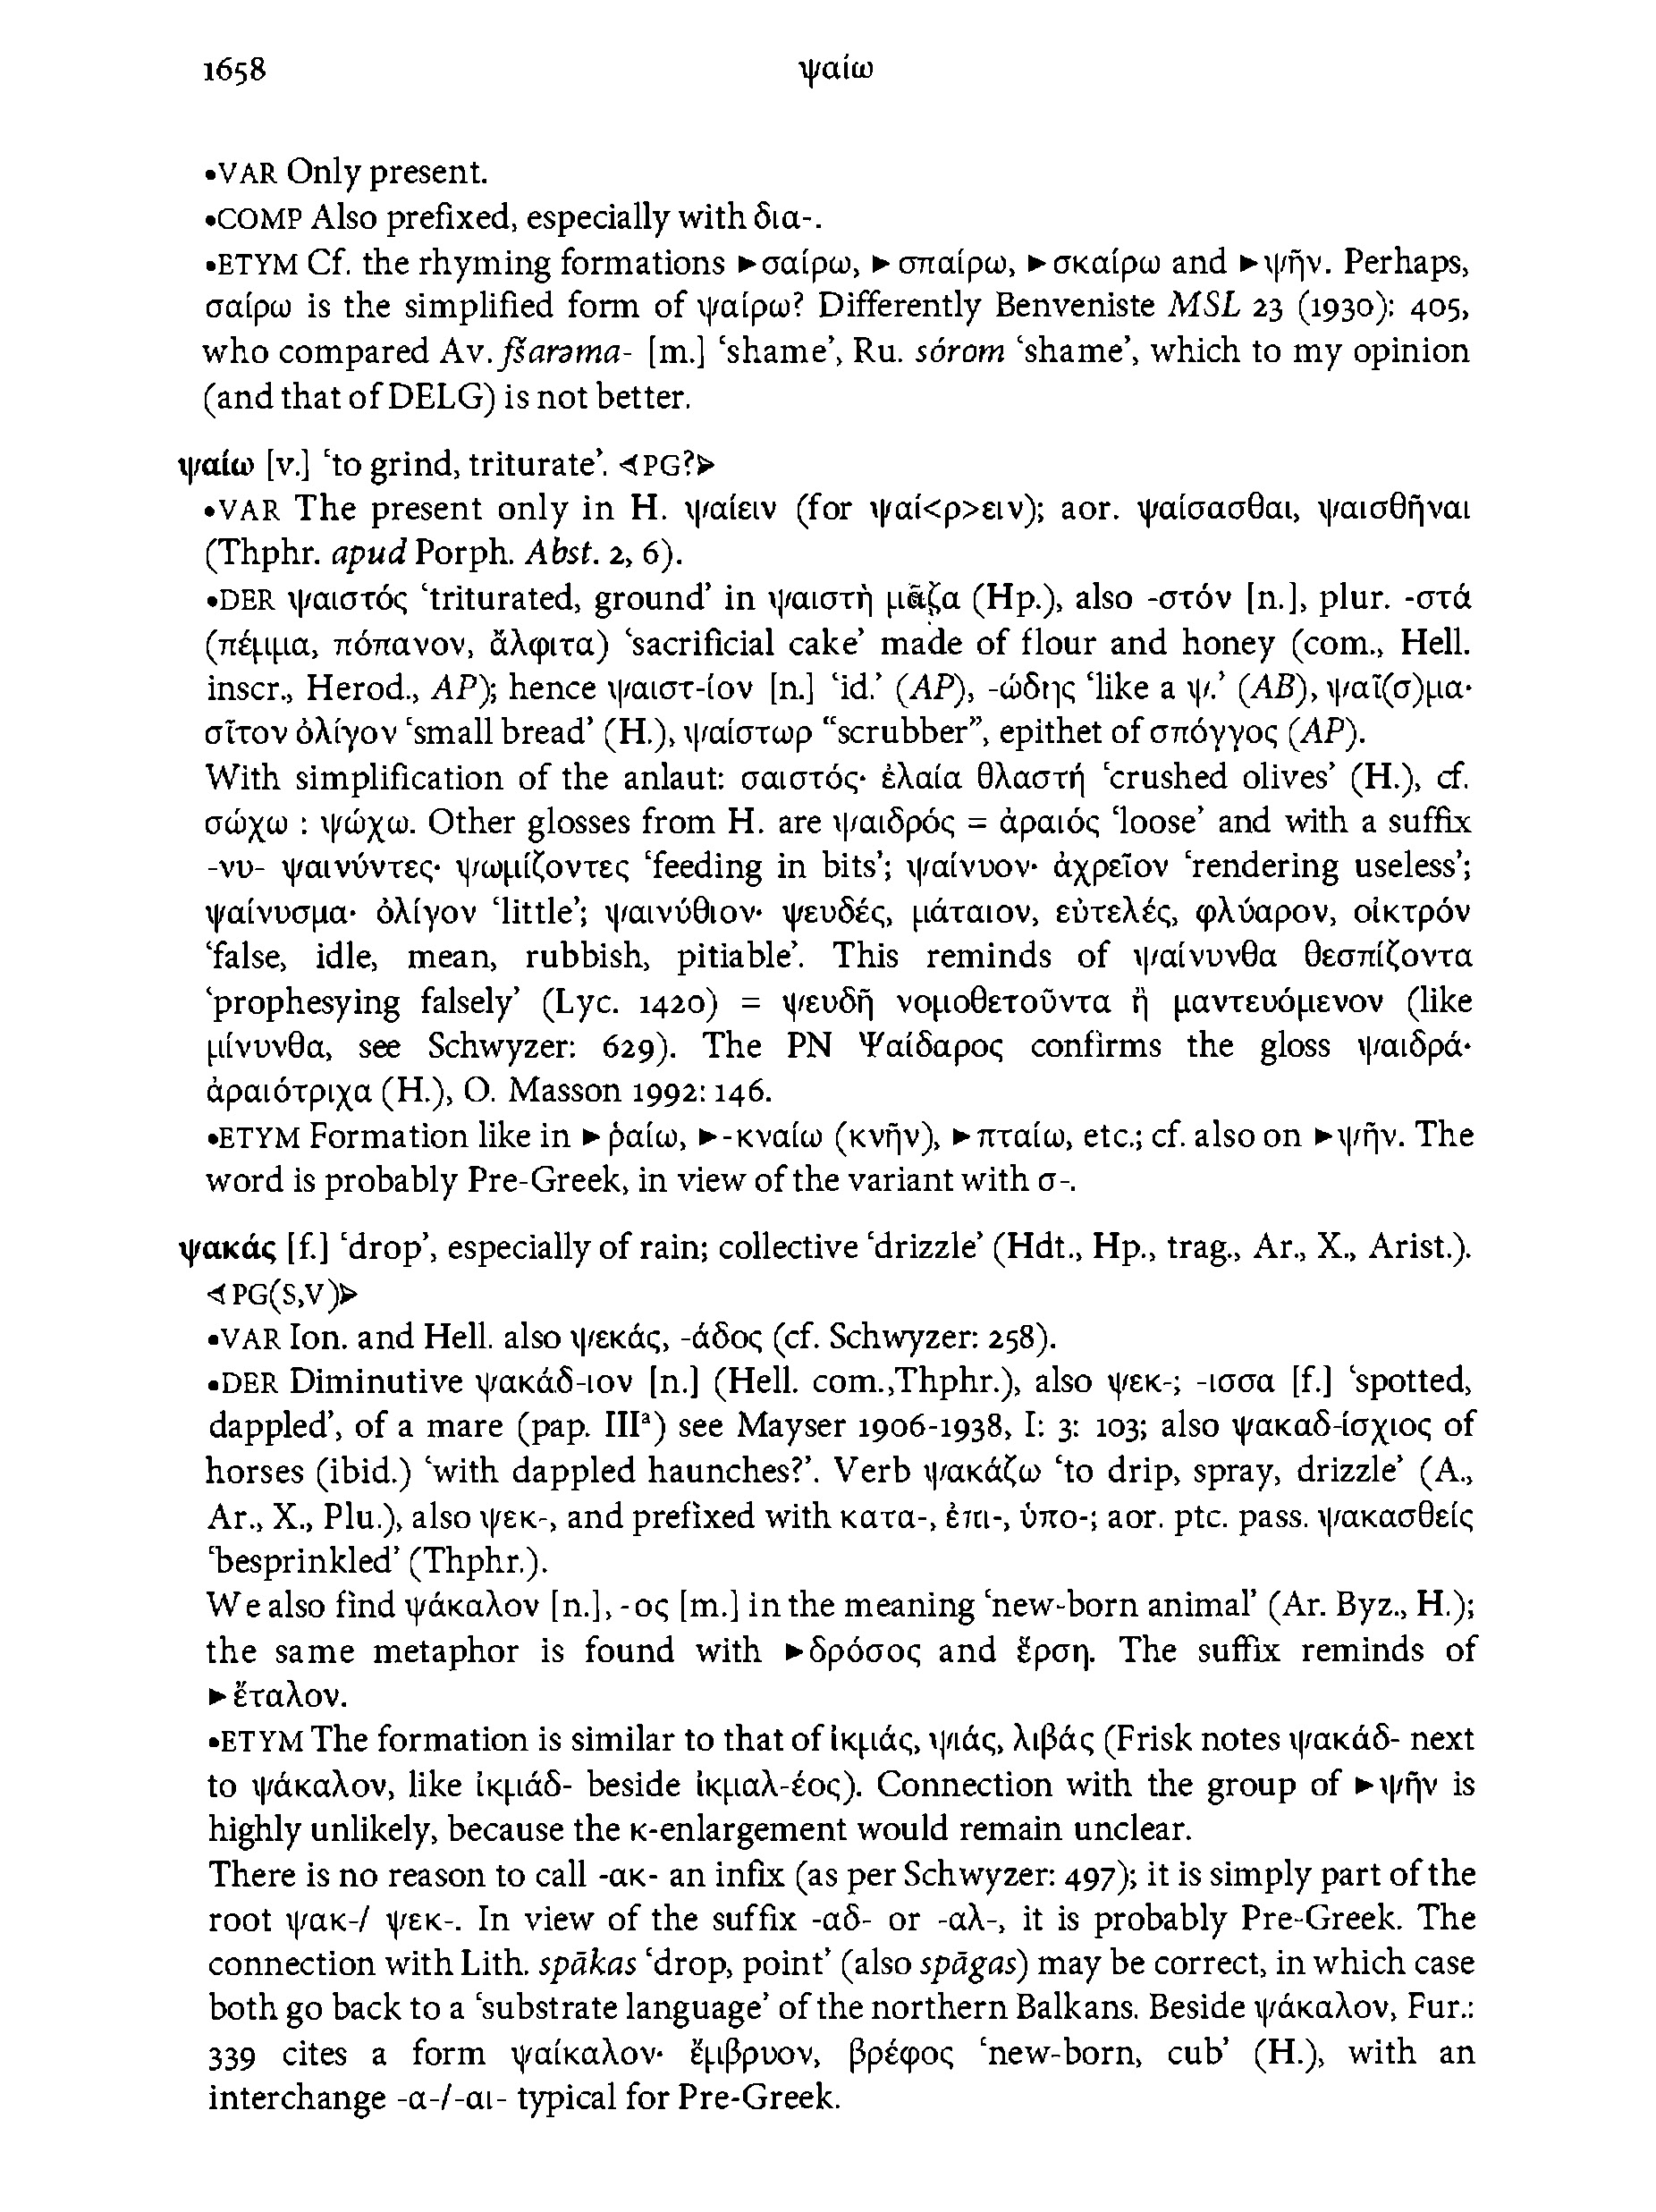 1658 ψαίω
•VAR Only present.
•COMP Also prefixed, especially with δια-.
•ETYM Cf. the rhyming formations ►σαίρω, ►σπαίρω, ►σκαίρω and ►ψῆν. Perhaps,
σαίρω is the simplified form of ψαίρω? Differently Benveniste MSL 23 (1930): 405,
who compared Av. fšarəma- [m.] ‘shame’, Ru. sórom ‘shame’, which to my opinion
(and that of DELG) is not better.
ψαίω [v.] ‘to grind, triturate’. ⊲PG?⊳
•VAR The present only in H. ψαίειν (for ψαί<ρ>ειν); aor. ψαίσασθαι, ψαισθῆναι
(Thphr. apud Porph. Abst. 2, 6).
•DER ψαιστός ‘triturated, ground’ in ψαιστὴ μᾶζα (Hp.), also -στόν [n.], plur. -στά
(πέμμα, πόπανον, ἄλφιτα) ‘sacrificial cake’ made of flour and honey (com., Hell.
inscr., Herod., AP); hence ψαιστ-ίον [n.] ‘id.’ (AP), -ώδης ‘like a ψ.’ (AB), ψαῖ(σ)μα·
σῖτον ὀλίγον ‘small bread’ (H.), ψαίστωρ “scrubber”, epithet of σπόγγος (AP).
With simplification of the anlaut: σαιστός· ἐλαία θλαστή ‘crushed olives’ (H.), cf.
σώχω : ψώχω. Other glosses from H. are ψαιδρός = ἀραιός ‘loose’ and with a suffix
-νυ- ψαινύντες· ψωμίζοντες ‘feeding in bits’; ψαίνυον· ἀχρεῖον ‘rendering useless’;
ψαίνυσμα· ὀλίγον ‘little’; ψαινύθιον· ψευδές, μάταιον, εὐτελές, φλύαρον, οἰκτρόν
‘false, idle, mean, rubbish, pitiable’. This reminds of ψαίνυνθα θεσπίζοντα
‘prophesying falsely’ (Lyc. 1420) = ψευδῆ νομοθετοῦντα ἢ μαντευόμενον (like
μίνυνθα, see Schwyzer: 629). The PN Ψαίδαρος confirms the gloss ψαιδρά·
ἀραιότριχα (H.), O. Masson 1992: 146.
•ETYM Formation like in ►ῥαίω, ►-κναίω (κνῆν), ►πταίω, etc.; cf. also on ►ψῆν. The
word is probably Pre-Greek, in view of the variant with σ-.
ψακάς [f.] ‘drop’, especially of rain; collective ‘drizzle’ (Hdt., Hp., trag., Ar., X., Arist.).
⊲PG(S,V)⊳
•VAR Ion. and Hell. also ψεκάς, -άδος (cf. Schwyzer: 258).
•DER Diminutive ψακάδ-ιον [n.] (Hell. com.,Thphr.), also ψεκ-; -ισσα [f.] ‘spotted,
dappled’, of a mare (pap. IIIª) see Mayser 1906-1938, I: 3: 103; also ψακαδ-ίσχιος of
horses (ibid.) ‘with dappled haunches?’. Verb ψακάζω ‘to drip, spray, drizzle’ (A.,
Ar., X., Plu.), also ψεκ-, and prefixed with κατα-, ἐπι-, ὑπο-; aor. ptc. pass. ψακασθείς
‘besprinkled’ (Thphr.).
We also find ψάκαλον [n.], -ος [m.] in the meaning ‘new-born animal’ (Ar. Byz., H.);
the same metaphor is found with ►δρόσος and ἔρση. The suffix reminds of
►ἔταλον.
•ETYM The formation is similar to that of ἰκμάς, ψιάς, λιβάς (Frisk notes ψακάδ- next
to ψάκαλον, like ἰκμάδ- beside ἰκμαλ-έος). Connection with the group of ►ψῆν is
highly unlikely, because the κ-enlargement would remain unclear.
There is no reason to call -ακ- an infix (as per Schwyzer: 497); it is simply part of the
root ψακ-/ ψεκ-. In view of the suffix -αδ- or -αλ-, it is probably Pre-Greek. The
connection with Lith. spãkas ‘drop, point’ (also spãgas) may be correct, in which case
both go back to a ‘substrate language’ of the northern Balkans. Beside ψάκαλον, Fur.:
339 cites a form ψαίκαλον· ἔμβρυον, βρέφος ‘new-born, cub’ (H.), with an
interchange -α-/-αι- typical for Pre-Greek.